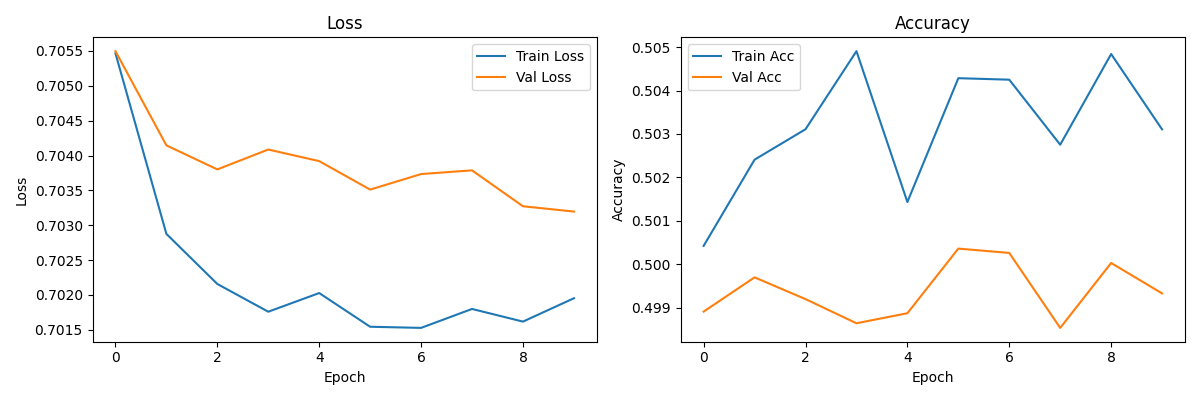 Loss
Train Loss
Val Loss
0.7055
0.7050
0.7045
0.7040
0.7035
0.7030
0.7025
0.7020
0.7015
Loss
0 2 4 6 8
Epoch
Accuracy
Train Acc
Val Acc
0.505
0.504
0.503
0.502
0.501
0.500
0.499
Accuracy
0 2 4 6 8
Epoch